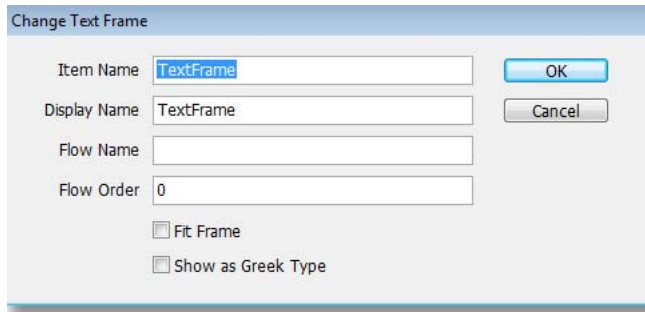 Change Text Frame
Item Name TextFrame OK
Display Name TextFrame Cancel
Flow Name
Flow Order 0
Fit Frame
Show as Greek Type